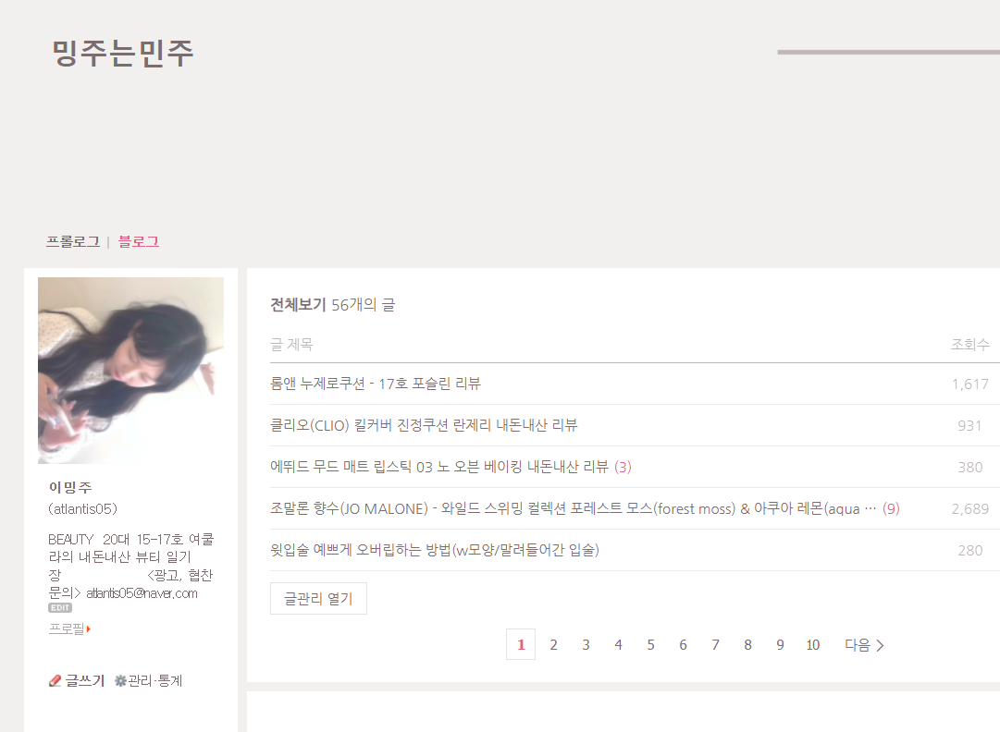 밍주는민주
프롤로그 | 블로그
이밍주
(atlantis05)
BEAUTY 20대 15-17호 여쿨
라의 내돈내산 뷰티 일기
장 <광고, 협찬
문의> atlantis05@naver.com
EDIT
프로필
글쓰기 관리·통계
전체보기 56개의 글
글 제목 조회수
롬앤 누제로쿠션 - 17호 포슬린 리뷰 1,617
클리오(CLIO) 킬커버 진정쿠션 란제리 내돈내산 리뷰 931
에뛰드 무드 매트 립스틱 03 노 오븐 베이킹 내돈내산 리뷰 (3) 380
조말론 향수(JO MALONE) - 와일드 스위밍 컬렉션 포레스트 모스(forest moss) & 아쿠아 레몬(aqua ··· (9) 2,689
윗입술 예쁘게 오버립하는 방법(w모양/말려들어간 입술) 280
글관리 열기
1 2 3 4 5 6 7 8 9 10 다음 >